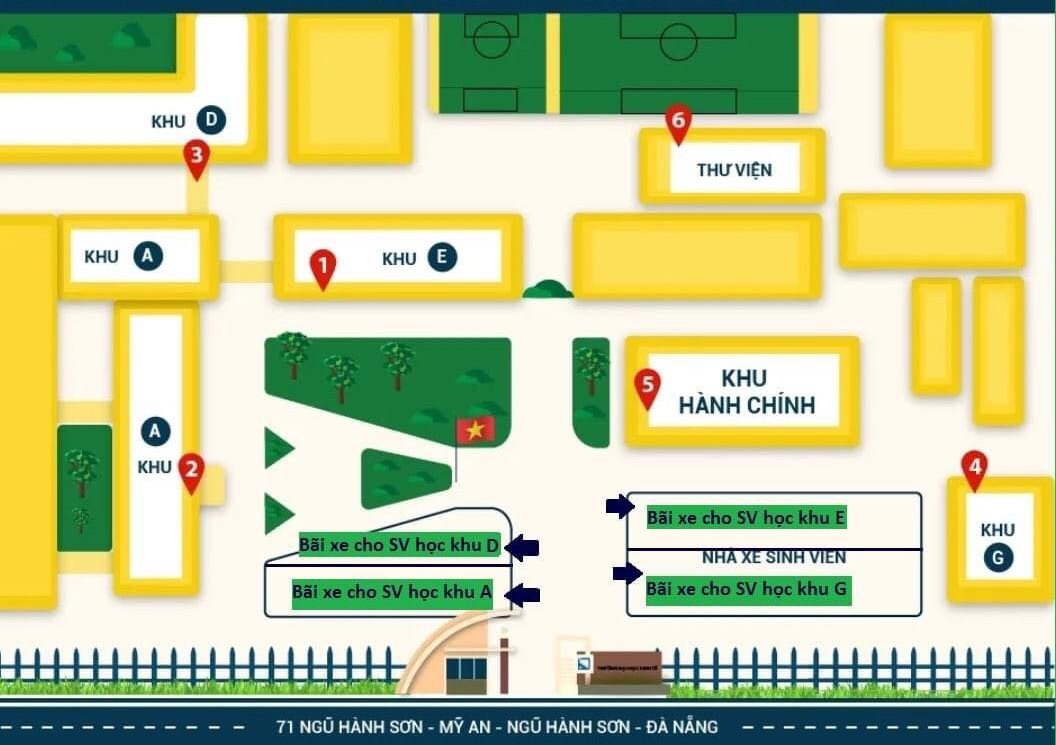 KHU D
3
6
THƯ VIỆN
KHU A
1
KHU E
5
KHU
HÀNH CHÍNH
A
KHU 2
4
Bãi xe cho SV học khu E
KHU
G
Bãi xe cho SV học khu D
NHÀ XE SINH VIÊN
Bãi xe cho SV học khu A
Bãi xe cho SV học khu G
71 NGŨ HÀNH SƠN - MỸ AN - NGŨ HÀNH SƠN - ĐÀ NẴNG